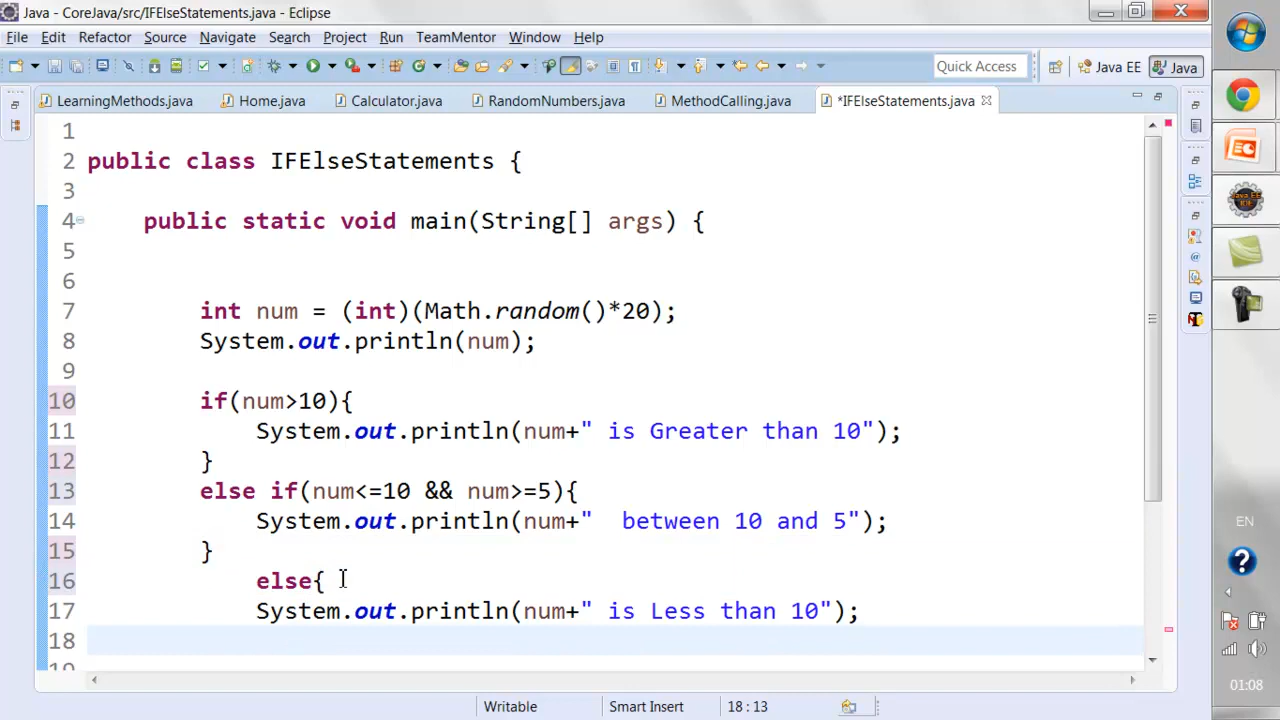 Java - CoreJava/src/IFElseStatements.java - Eclipse
File Edit Refactor Source Navigate Search Project Run TeamMentor Window Help
Quick Access Java EE Java
LearningMethods.java Home.java Calculator.java RandomNumbers.java MethodCalling.java *IFElseStatements.java
1
2 public class IFElseStatements {
3
4 public static void main(String[] args) {
5
6
7 int num = (int)(Math.random()*20);
8 System.out.println(num);
9
10 if(num>10){
11 System.out.println(num+" is Greater than 10");
12 }
13 else if(num<=10 && num>=5){
14 System.out.println(num+"  between 10 and 5");
15 }
16 else{
17 System.out.println(num+" is Less than 10");
18
Writable Smart Insert 18 : 13
EN
01:08